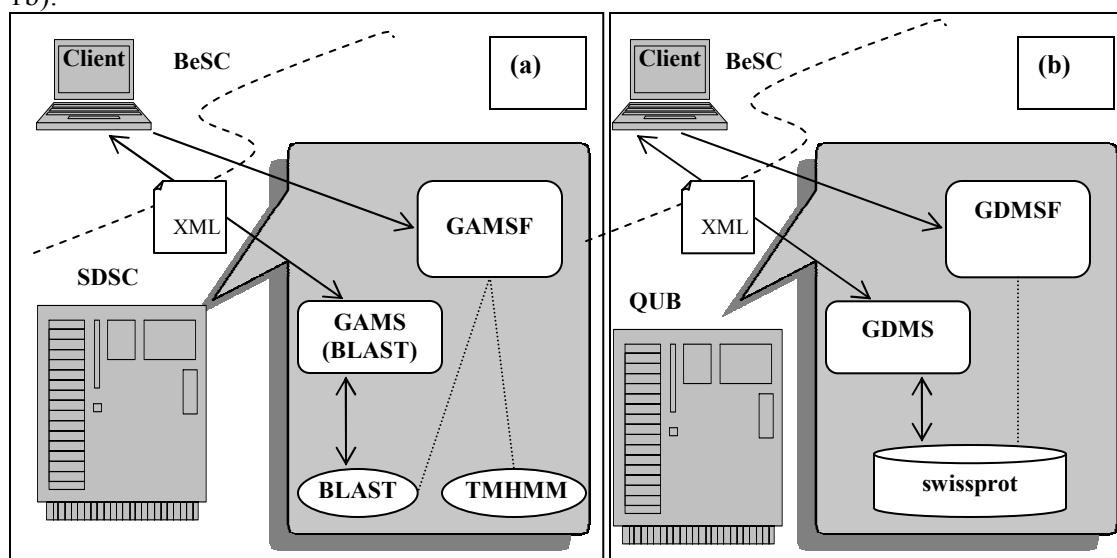 1b).
Client
BeSC
(a)
XML
GAMSF
SDSC
GAMS
(BLAST)
BLAST
TMHMM
Client
BeSC
(b)
XML
GDMSF
QUB
GDMS
swissprot